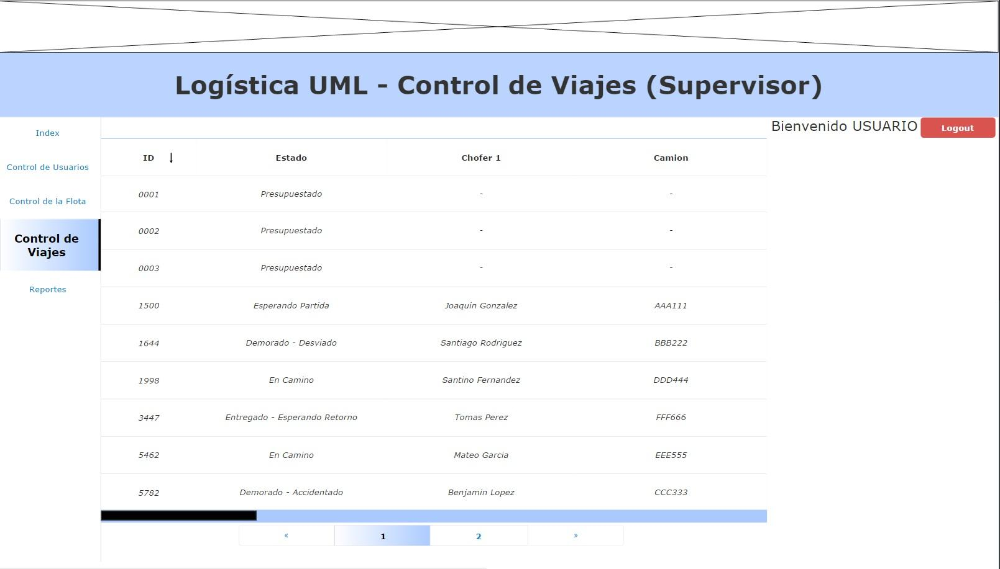 Logística UML - Control de Viajes (Supervisor)
Bienvenido USUARIO Logout
Index
Control de Usuarios
Control de la Flota
Control de
Viajes
Reportes
ID ↓ Estado Chofer 1 Camion
0001 Presupuestado - -
0002 Presupuestado - -
0003 Presupuestado - -
1500 Esperando Partida Joaquin Gonzalez AAA111
1644 Demorado - Desviado Santiago Rodriguez BBB222
1998 En Camino Santino Fernandez DDD444
3447 Entregado - Esperando Retorno Tomas Perez FFF666
5462 En Camino Mateo Garcia EEE555
5782 Demorado - Accidentado Benjamin Lopez CCC333
« 1 2 »